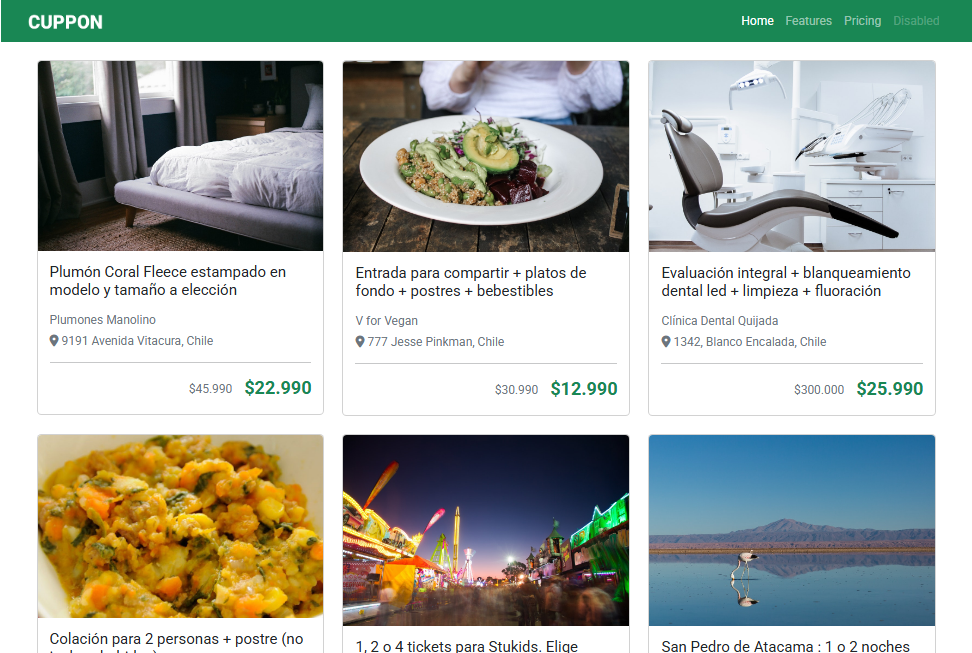 CUPPON
Home Features Pricing Disabled
Plumón Coral Fleece estampado en
modelo y tamaño a elección
Plumones Manolino
9191 Avenida Vitacura, Chile
$45.990 $22.990
Entrada para compartir + platos de
fondo + postres + bebestibles
V for Vegan
777 Jesse Pinkman, Chile
$30.990 $12.990
Evaluación integral + blanqueamiento
dental led + limpieza + fluoración
Clínica Dental Quijada
1342, Blanco Encalada, Chile
$300.000 $25.990
Colación para 2 personas + postre (no
1, 2 o 4 tickets para Stukids. Elige
San Pedro de Atacama : 1 o 2 noches